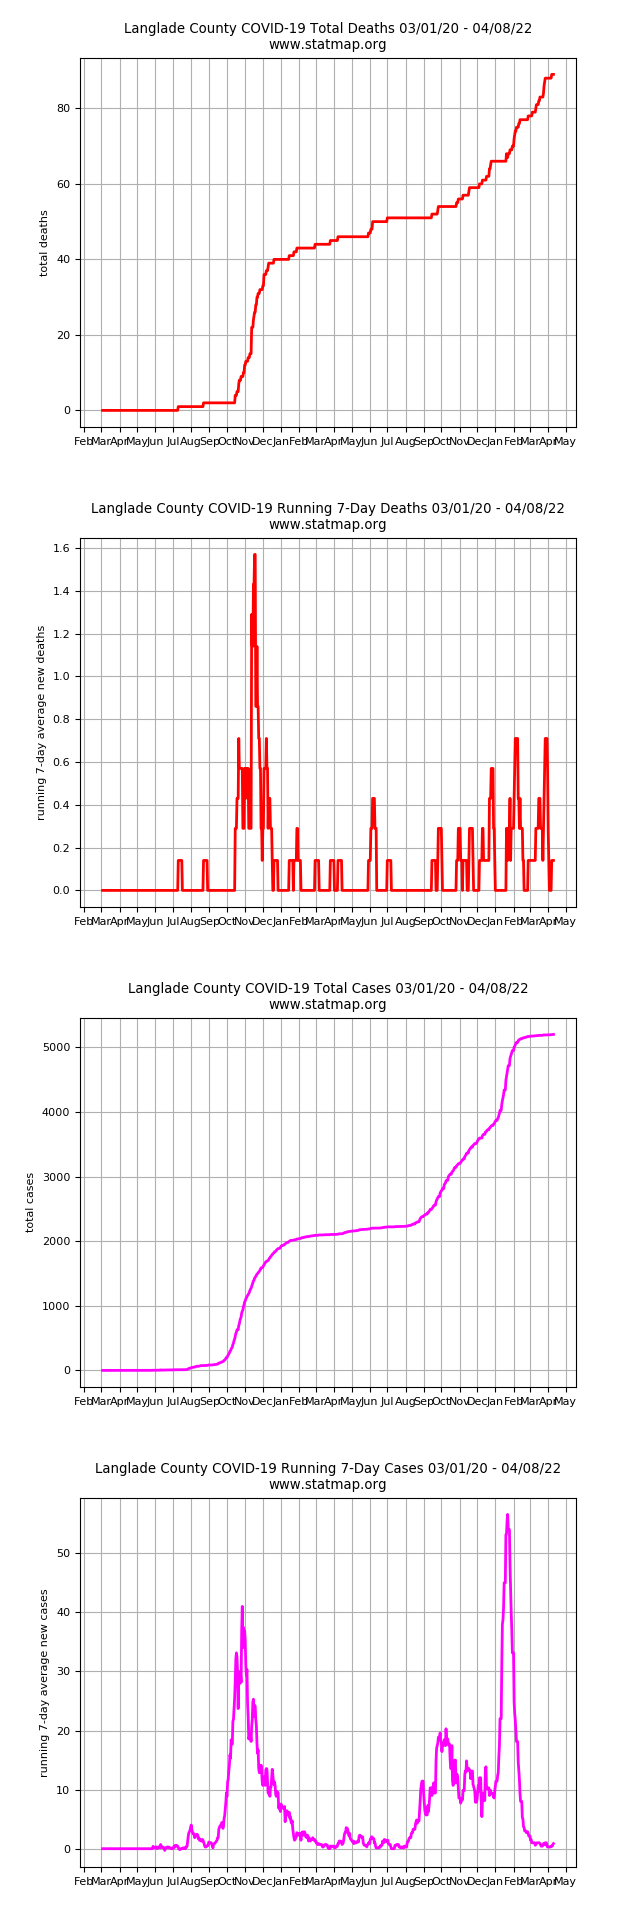 Langlade County COVID-19 Total Deaths 03/01/20 - 04/08/22
www.statmap.org
80
60
40
20
0
total deaths
Feb Mar Apr May Jun Jul Aug Sep Oct Nov Dec Jan Feb Mar Apr May Jun Jul Aug Sep Oct Nov Dec Jan Feb Mar Apr May
Langlade County COVID-19 Running 7-Day Deaths 03/01/20 - 04/08/22
www.statmap.org
1.6
1.4
1.2
1.0
0.8
0.6
0.4
0.2
0.0
running 7-day average new deaths
Feb Mar Apr May Jun Jul Aug Sep Oct Nov Dec Jan Feb Mar Apr May Jun Jul Aug Sep Oct Nov Dec Jan Feb Mar Apr May
Langlade County COVID-19 Total Cases 03/01/20 - 04/08/22
www.statmap.org
5000
4000
3000
2000
1000
0
total cases
Feb Mar Apr May Jun Jul Aug Sep Oct Nov Dec Jan Feb Mar Apr May Jun Jul Aug Sep Oct Nov Dec Jan Feb Mar Apr May
Langlade County COVID-19 Running 7-Day Cases 03/01/20 - 04/08/22
www.statmap.org
50
40
30
20
10
0
running 7-day average new cases
Feb Mar Apr May Jun Jul Aug Sep Oct Nov Dec Jan Feb Mar Apr May Jun Jul Aug Sep Oct Nov Dec Jan Feb Mar Apr May